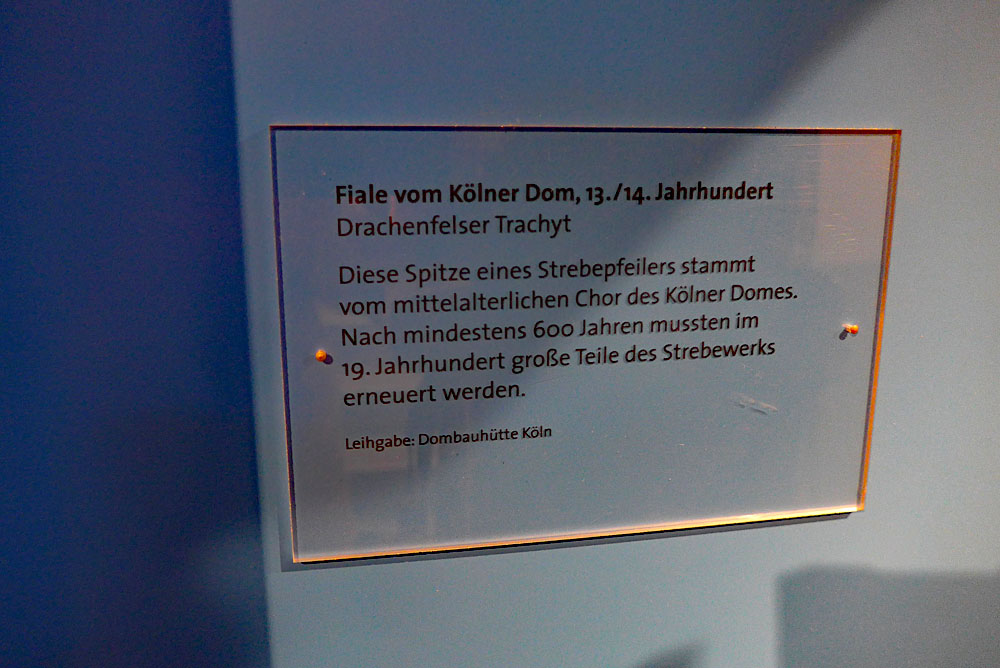 Fiale vom Kölner Dom, 13./14. Jahrhundert
Drachenfelser Trachyt
Diese Spitze eines Strebepfeilers stammt
vom mittelalterlichen Chor des Kölner Domes.
Nach mindestens 600 Jahren mussten im
19. Jahrhundert große Teile des Strebewerks
erneuert werden.
Leihgabe: Dombauhütte Köln